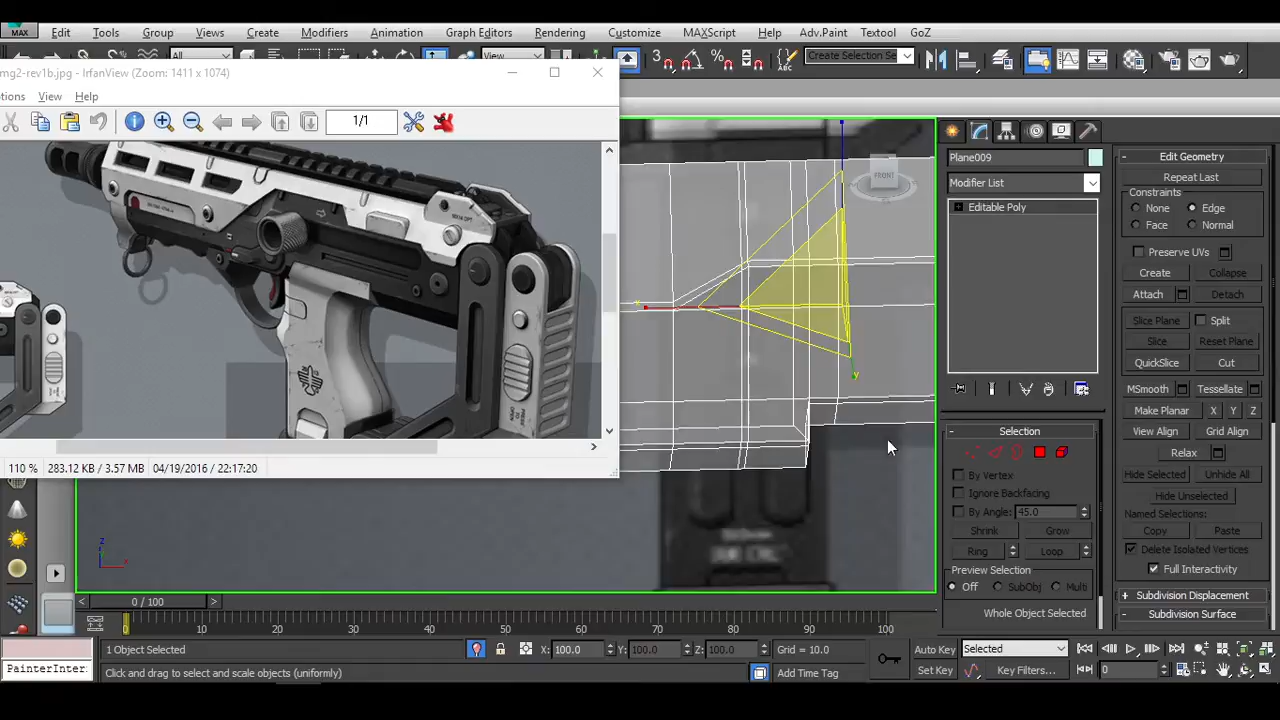 MAX
Edit Tools Group Views Create Modifiers Animation Graph Editors Rendering Customize MAXScript Help Adv.Paint Textool GoZ
All
View
3
Create Selection Se
mg2-rev1b.jpg - IrfanView (Zoom: 1411 x 1074)
ptions View Help
1/1
110 % 283.12 KB / 3.57 MB 04/19/2016 22:17:20
FRONT
y
y
z
Plane009
Modifier List
Editable Poly
Selection
By Vertex
Ignore Backfacing
By Angle: 45.0
Shrink Grow
Ring Loop
Preview Selection
Off SubObj Multi
Whole Object Selected
Edit Geometry
Repeat Last
Constraints
None Edge
Face Normal
Preserve UVs
Create Collapse
Attach Detach
Slice Plane Split
Slice Reset Plane
QuickSlice Cut
MSmooth Tessellate
Make Planar X Y Z
View Align Grid Align
Relax
Hide Selected Unhide All
Hide Unselected
Named Selections:
Copy Paste
Delete Isolated Vertices
Full Interactivity
Subdivision Displacement
Subdivision Surface
0 / 100
0 10 20 30 40 50 60 70 80 90 100
1 Object Selected X: 100.0 Y: 100.0 Z: 100.0 Grid = 10.0 Auto Key Selected
PainterInter Click and drag to select and scale objects (uniformly) Add Time Tag Set Key Key Filters... 0